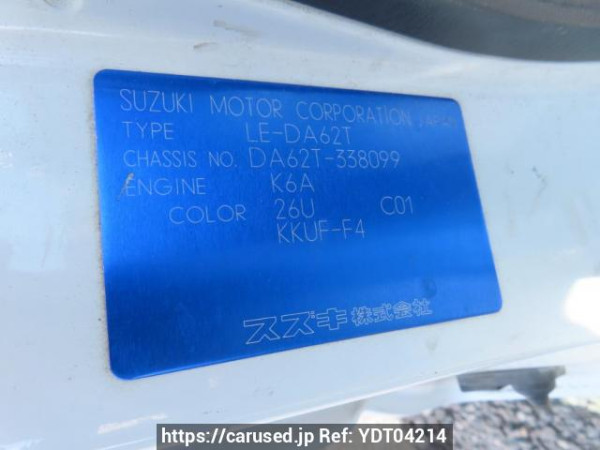 SUZUKI MOTOR CORPORATION JAPAN
TYPE LE-DA62T
CHASSIS NO. DA62T-338099
ENGINE K6A
COLOR 26U C01
KKUF-F4
スズキ株式会社
https://carused.jp Ref: YDT04214